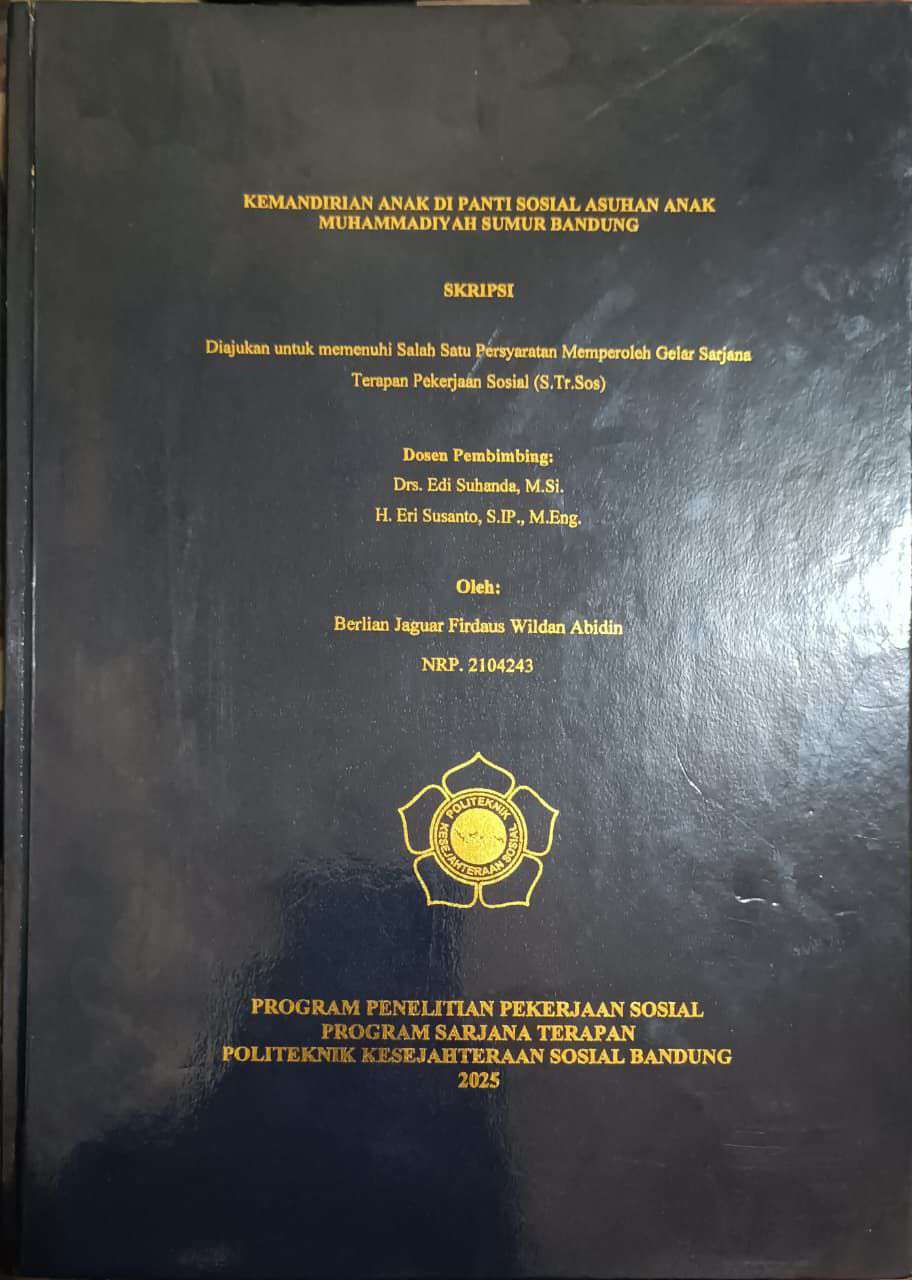 KEMANDIRIAN ANAK DI PANTI SOSIAL ASUHAN ANAK
MUHAMMADIYAH SUMUR BANDUNG
SKRIPSI
Diajukan untuk memenuhi Salah Satu Persyaratan Memperoleh Gelar Sarjana
Terapan Pekerjaan Sosial (S.Tr.Sos)
Dosen Pembimbing:
Drs. Edi Suhanda, M.Si.
H. Eri Susanto, S.IP., M.Eng.
Oleh:
Berlian Jaguar Firdaus Wildan Abidin
NRP. 2104243
POLITEKNIK
KESEJAHTERAAN SOSIAL
PROGRAM PENELITIAN PEKERJAAN SOSIAL
PROGRAM SARJANA TERAPAN
POLITEKNIK KESEJAHTERAAN SOSIAL BANDUNG
2025